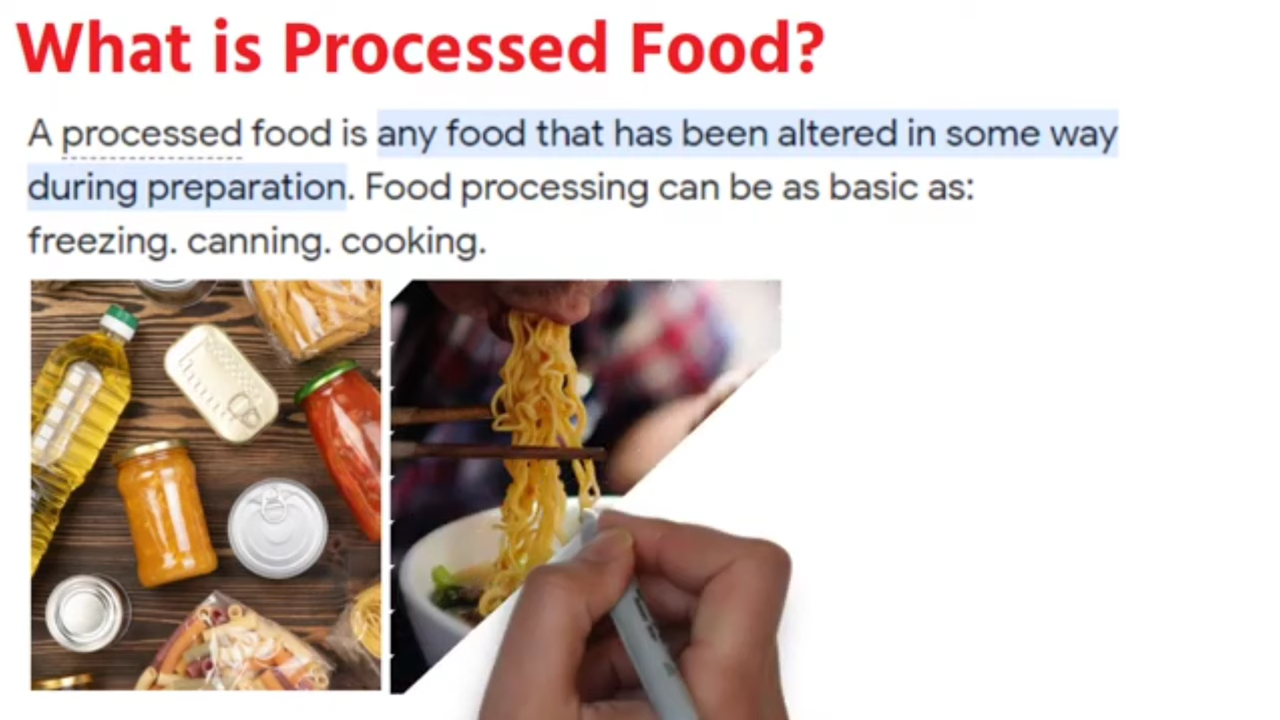 What is Processed Food?
A processed food is any food that has been altered in some way
during preparation. Food processing can be as basic as:
freezing. canning. cooking.